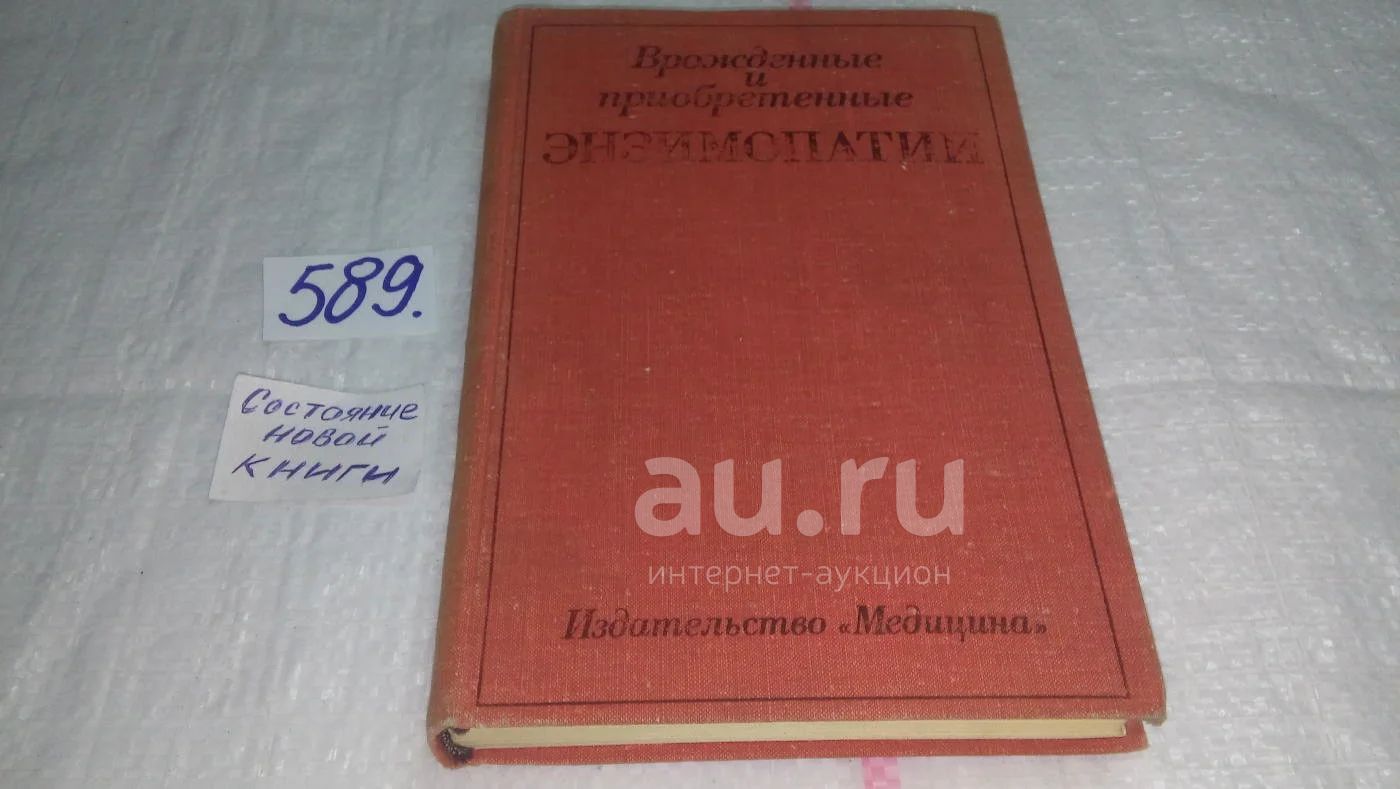 Врожденные
и
приобретенные
ЭНЗИМОПАТИИ
589.
Состояние
новой
книги
au.ru
интернет-аукцион
Издательство «Медицина»